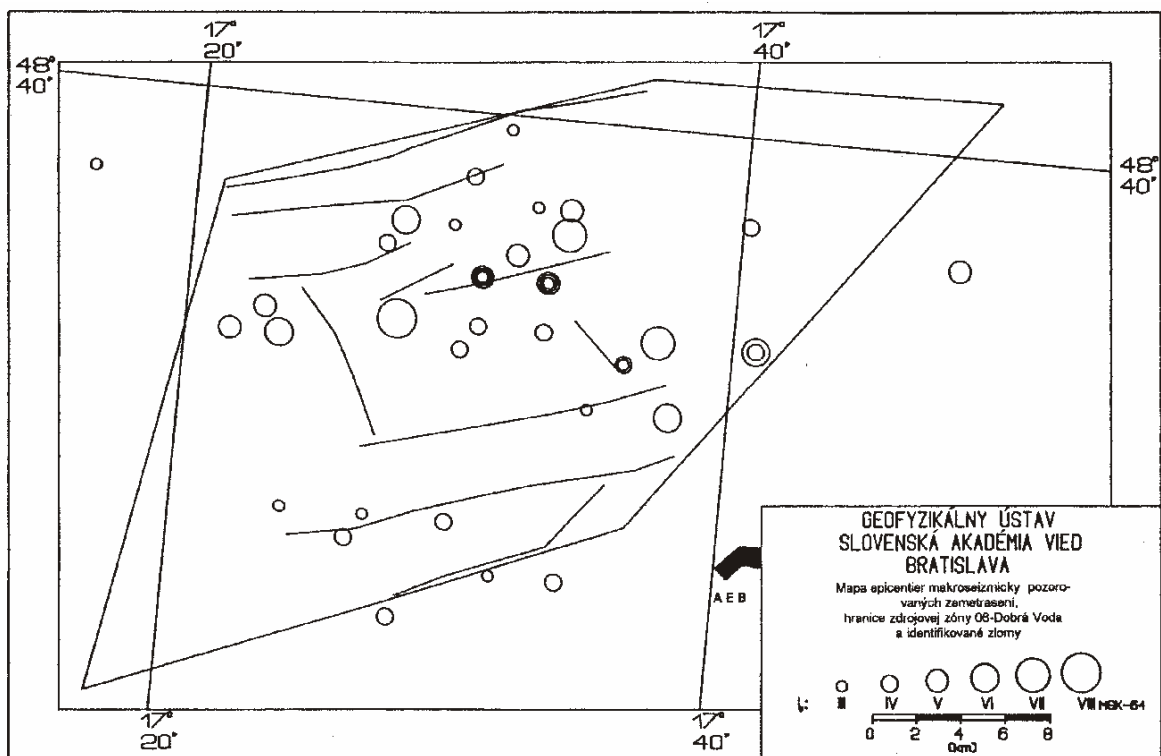 17°
20'
17°
40'
48°
40'
48°
40'
GEOFYZIKÁLNY ÚSTAV
SLOVENSKÁ AKADÉMIA VIED
BRATISLAVA
Mapa epicentier makroseizmicky pozoro-
vaných zemetrasení,
hranice zdrojovej zóny 06-Dobrá Voda
a identifikované zlomy
AEB
III IV V VI VII VIII MSK-64
0 2 4 6 8
(km)
17°
20'
17°
40'